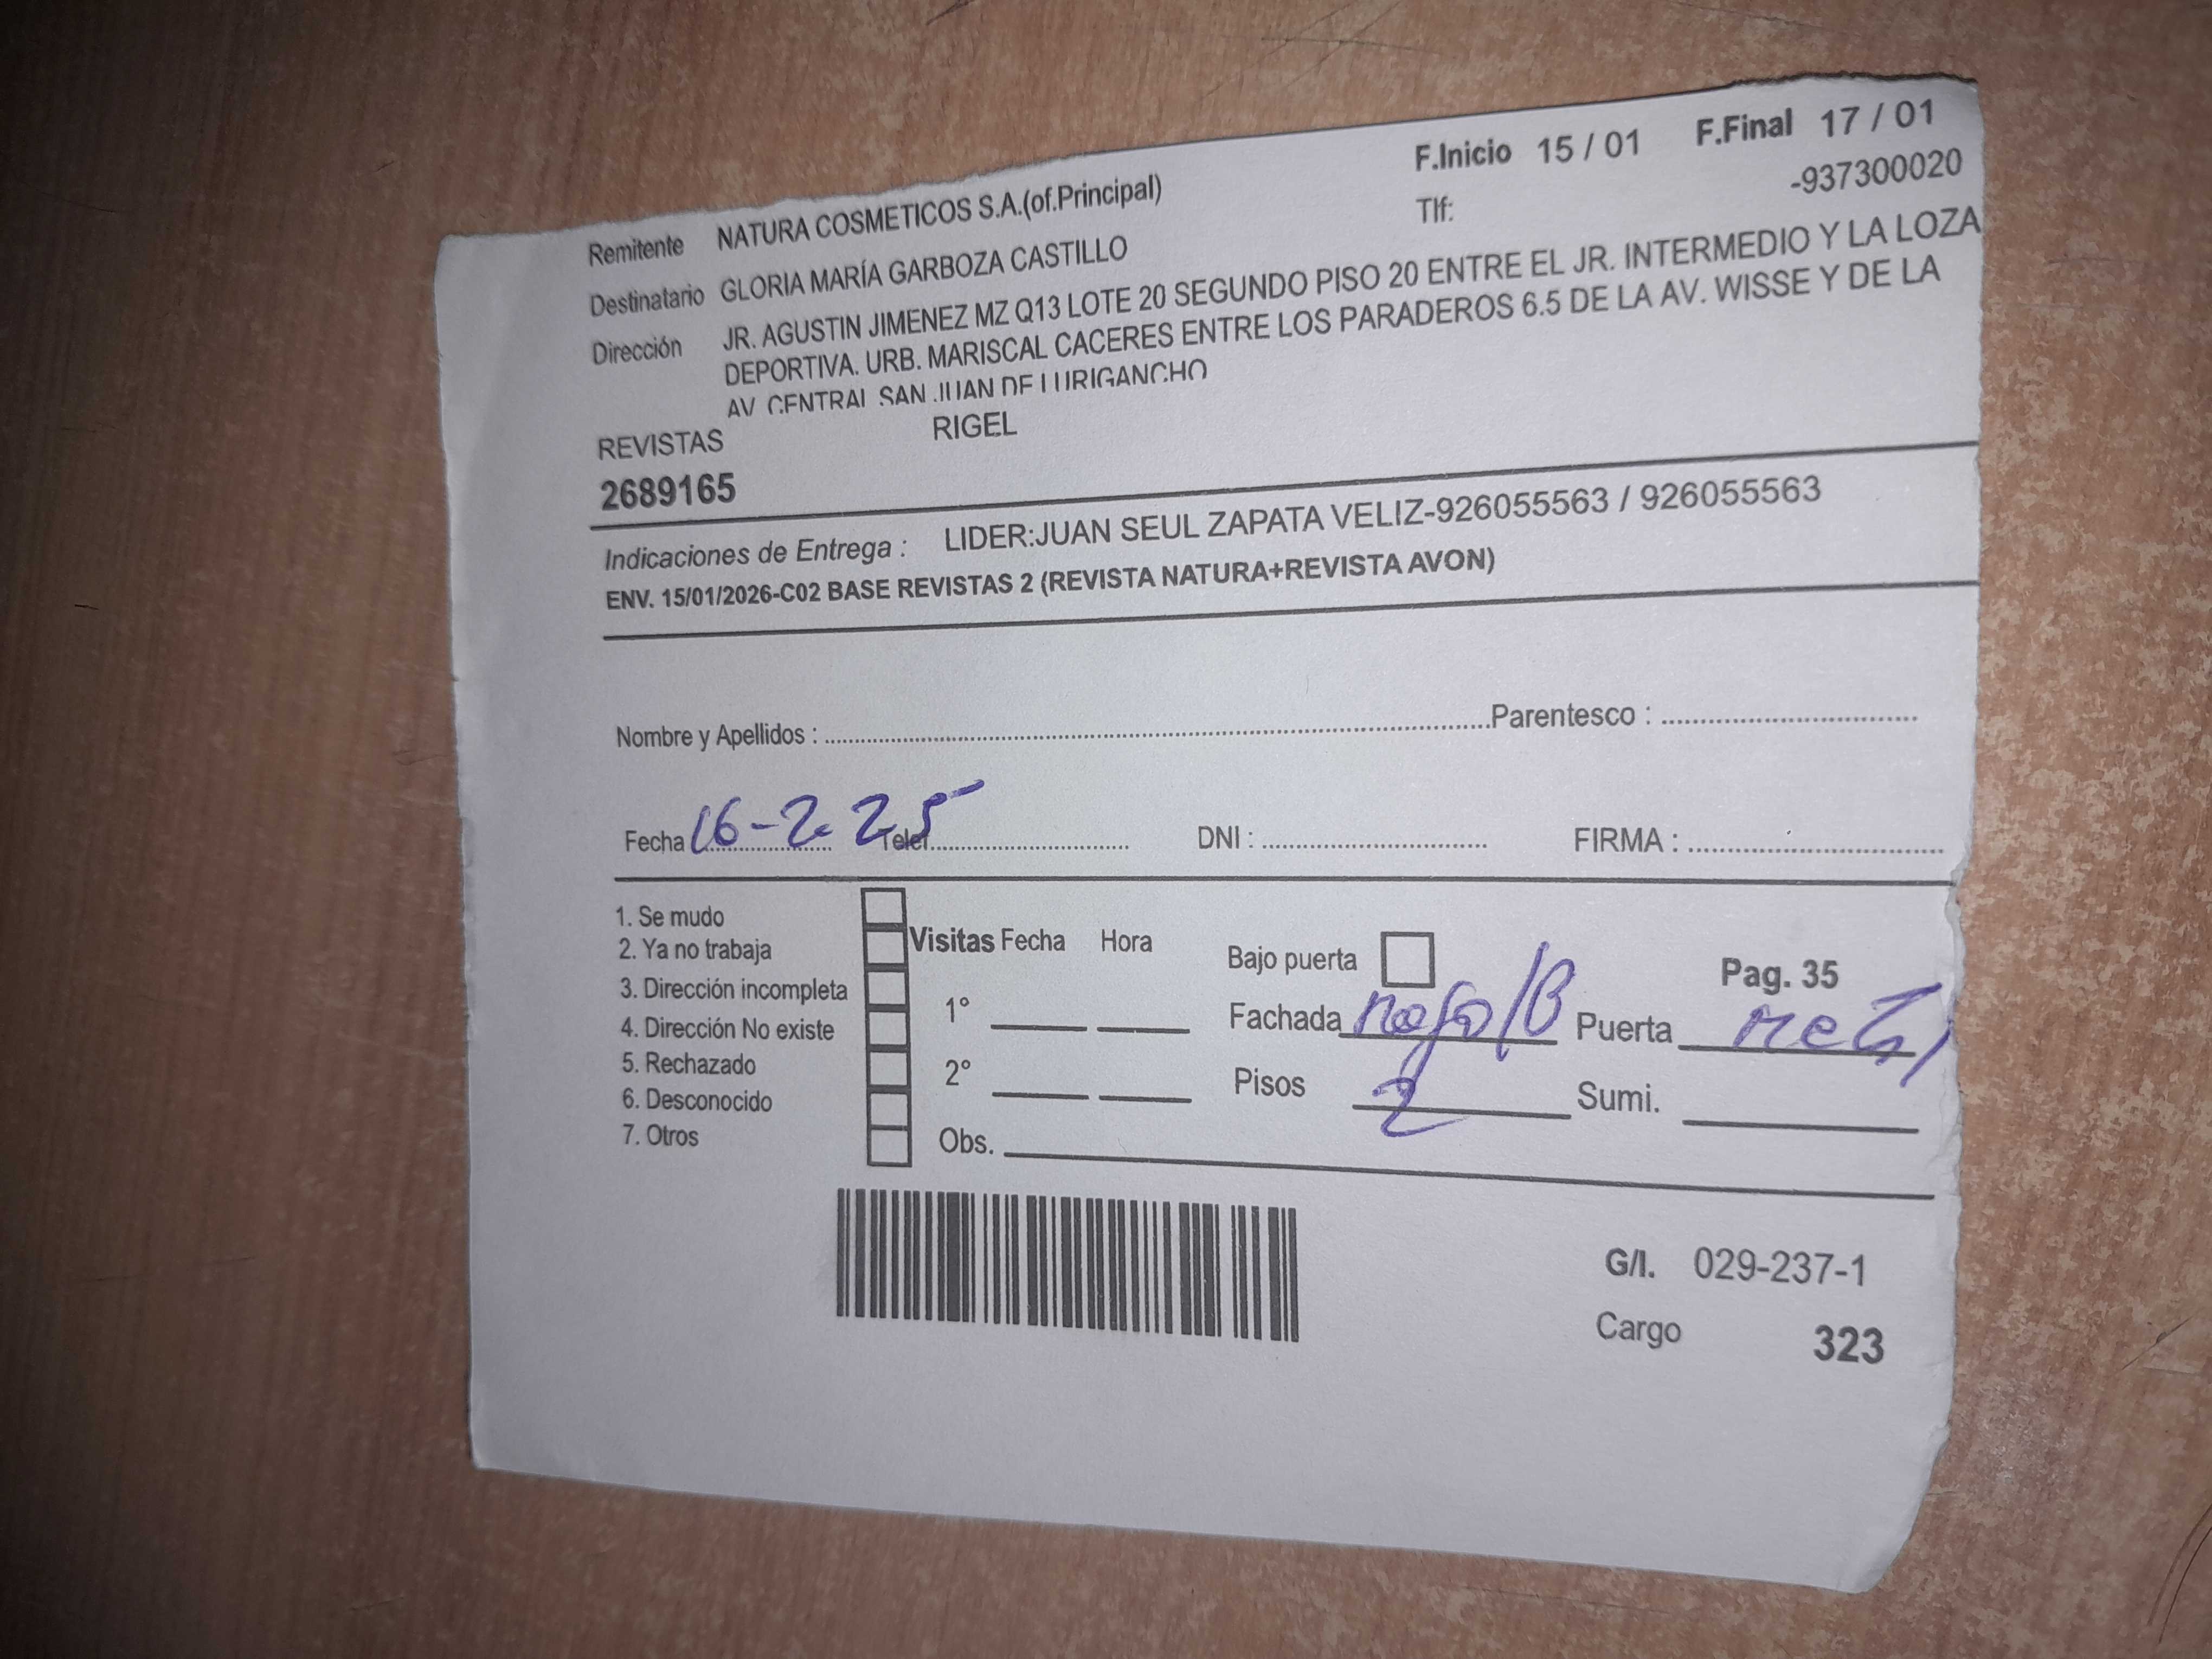 F.Inicio 15 / 01 F.Final 17 / 01
Remitente NATURA COSMETICOS S.A.(of.Principal) Tlf: -937300020
Destinatario GLORIA MARÍA GARBOZA CASTILLO
Dirección JR. AGUSTIN JIMENEZ MZ Q13 LOTE 20 SEGUNDO PISO 20 ENTRE EL JR. INTERMEDIO Y LA LOZA
DEPORTIVA. URB. MARISCAL CACERES ENTRE LOS PARADEROS 6.5 DE LA AV. WISSE Y DE LA
AV. CENTRAL SAN JUAN DE LURIGANCHO
REVISTAS RIGEL
2689165
Indicaciones de Entrega : LIDER:JUAN SEUL ZAPATA VELIZ-926055563 / 926055563
ENV. 15/01/2026-C02 BASE REVISTAS 2 (REVISTA NATURA+REVISTA AVON)
Nombre y Apellidos : Parentesco :
Fecha 16-2-25 Telef. DNI : FIRMA :
1. Se mudo
2. Ya no trabaja
3. Dirección incompleta
4. Dirección No existe
5. Rechazado
6. Desconocido
7. Otros
Visitas Fecha Hora
1°
2°
Obs.
Bajo puerta Pag. 35
Fachada Puerta
Pisos 2 Sumi.
G/I. 029-237-1
Cargo 323